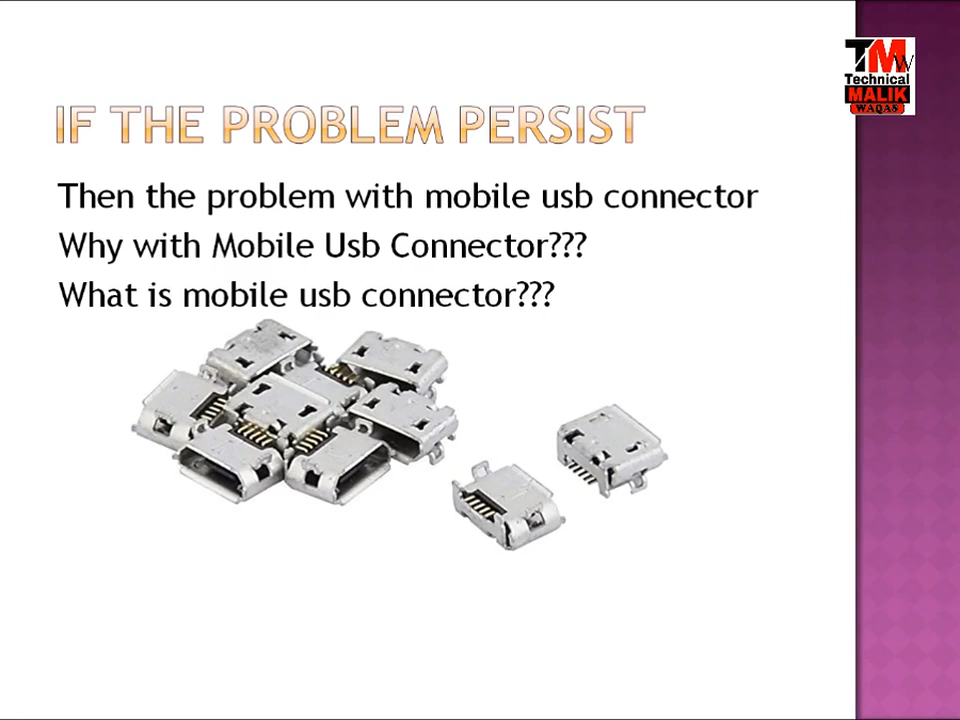 TMW
Technical
MALIK
WAQAS
IF THE PROBLEM PERSIST
Then the problem with mobile usb connector
Why with Mobile Usb Connector???
What is mobile usb connector???